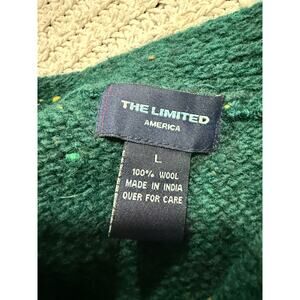 THE LIMITED
AMERICA
L
100% WOOL
MADE IN INDIA
OVER FOR CARE